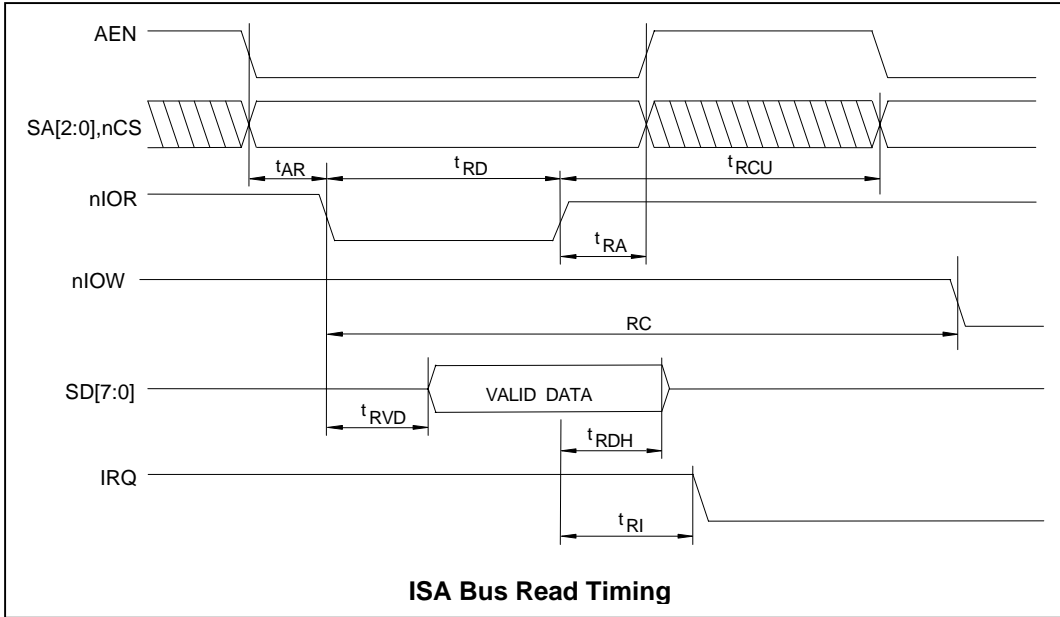 AEN
SA[2:0],nCS
tAR
tRD
tRCU
nIOR
tRA
nIOW
RC
SD[7:0]
VALID DATA
tRVD
tRDH
IRQ
tRI
ISA Bus Read Timing